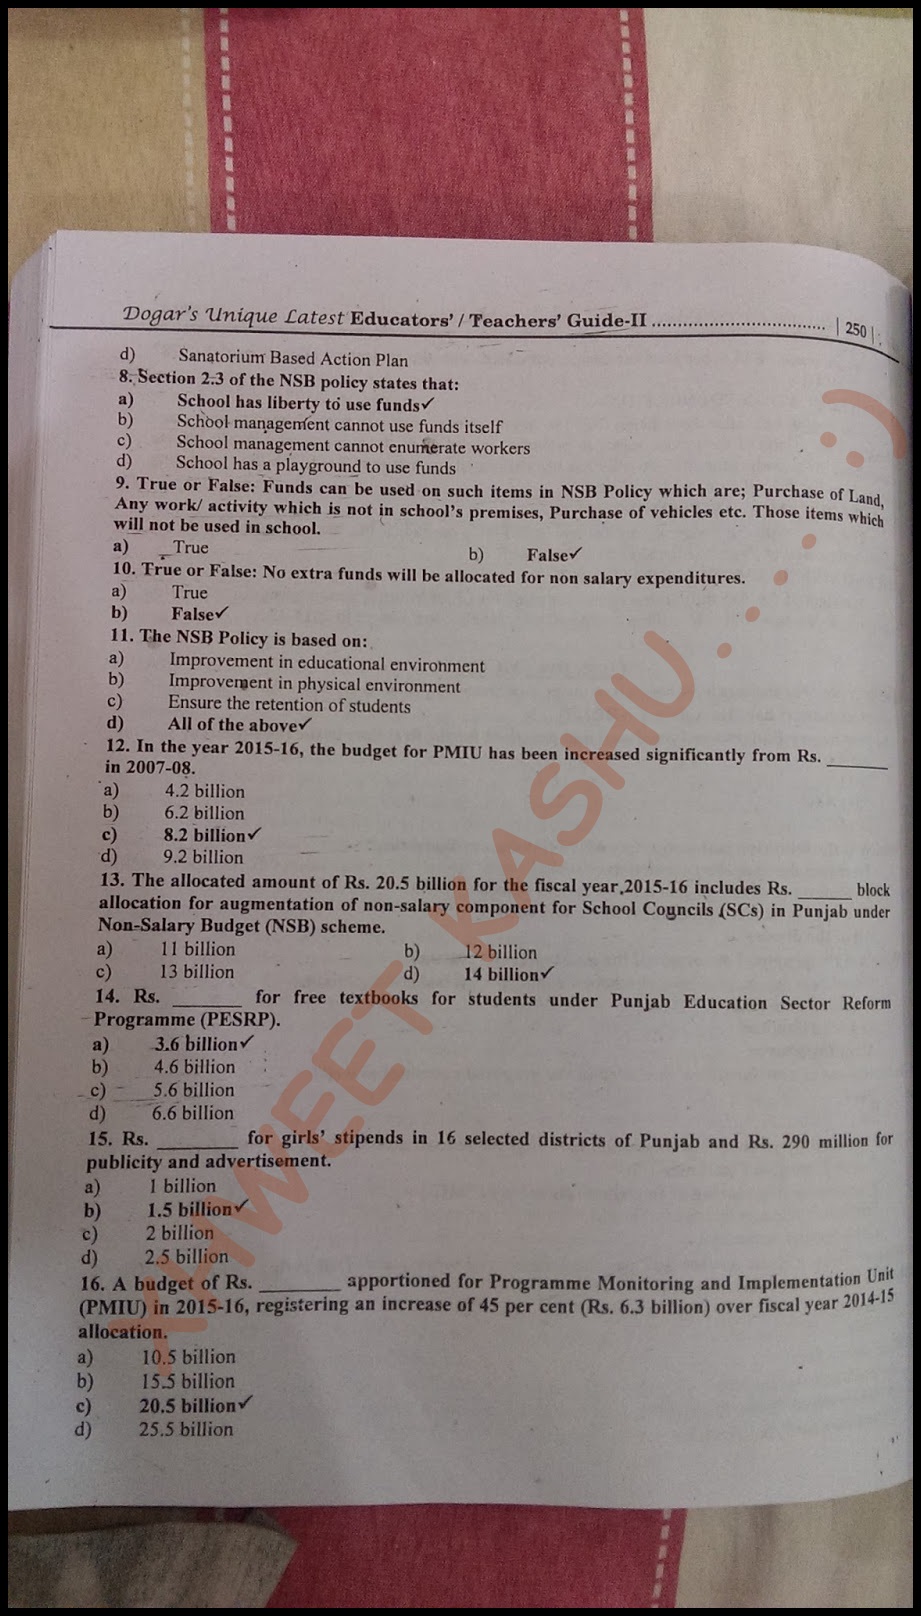 Dogar's Unique Latest Educators' / Teachers' Guide-II ................................ | 250 |
d) Sanatorium Based Action Plan
8. Section 2.3 of the NSB policy states that:
a) School has liberty to use funds✓
b) School management cannot use funds itself
c) School management cannot enumerate workers
d) School has a playground to use funds
9. True or False: Funds can be used on such items in NSB Policy which are; Purchase of Land,
Any work/ activity which is not in school's premises, Purchase of vehicles etc. Those items which
will not be used in school.
a) True b) False✓
10. True or False: No extra funds will be allocated for non salary expenditures.
a) True
b) False✓
11. The NSB Policy is based on:
a) Improvement in educational environment
b) Improvement in physical environment
c) Ensure the retention of students
d) All of the above✓
12. In the year 2015-16, the budget for PMIU has been increased significantly from Rs. ______
in 2007-08.
a) 4.2 billion
b) 6.2 billion
c) 8.2 billion✓
d) 9.2 billion
13. The allocated amount of Rs. 20.5 billion for the fiscal year 2015-16 includes Rs. ______ block
allocation for augmentation of non-salary component for School Councils (SCs) in Punjab under
Non-Salary Budget (NSB) scheme.
a) 11 billion b) 12 billion
c) 13 billion d) 14 billion✓
14. Rs. ______ for free textbooks for students under Punjab Education Sector Reform
Programme (PESRP).
a) 3.6 billion✓
b) 4.6 billion
c) 5.6 billion
d) 6.6 billion
15. Rs. ______ for girls' stipends in 16 selected districts of Punjab and Rs. 290 million for
publicity and advertisement.
a) 1 billion
b) 1.5 billion✓
c) 2 billion
d) 2.5 billion
16. A budget of Rs. ______ apportioned for Programme Monitoring and Implementation Unit
(PMIU) in 2015-16, registering an increase of 45 per cent (Rs. 6.3 billion) over fiscal year 2014-15
allocation.
a) 10.5 billion
b) 15.5 billion
c) 20.5 billion✓
d) 25.5 billion
KASHU.....:)